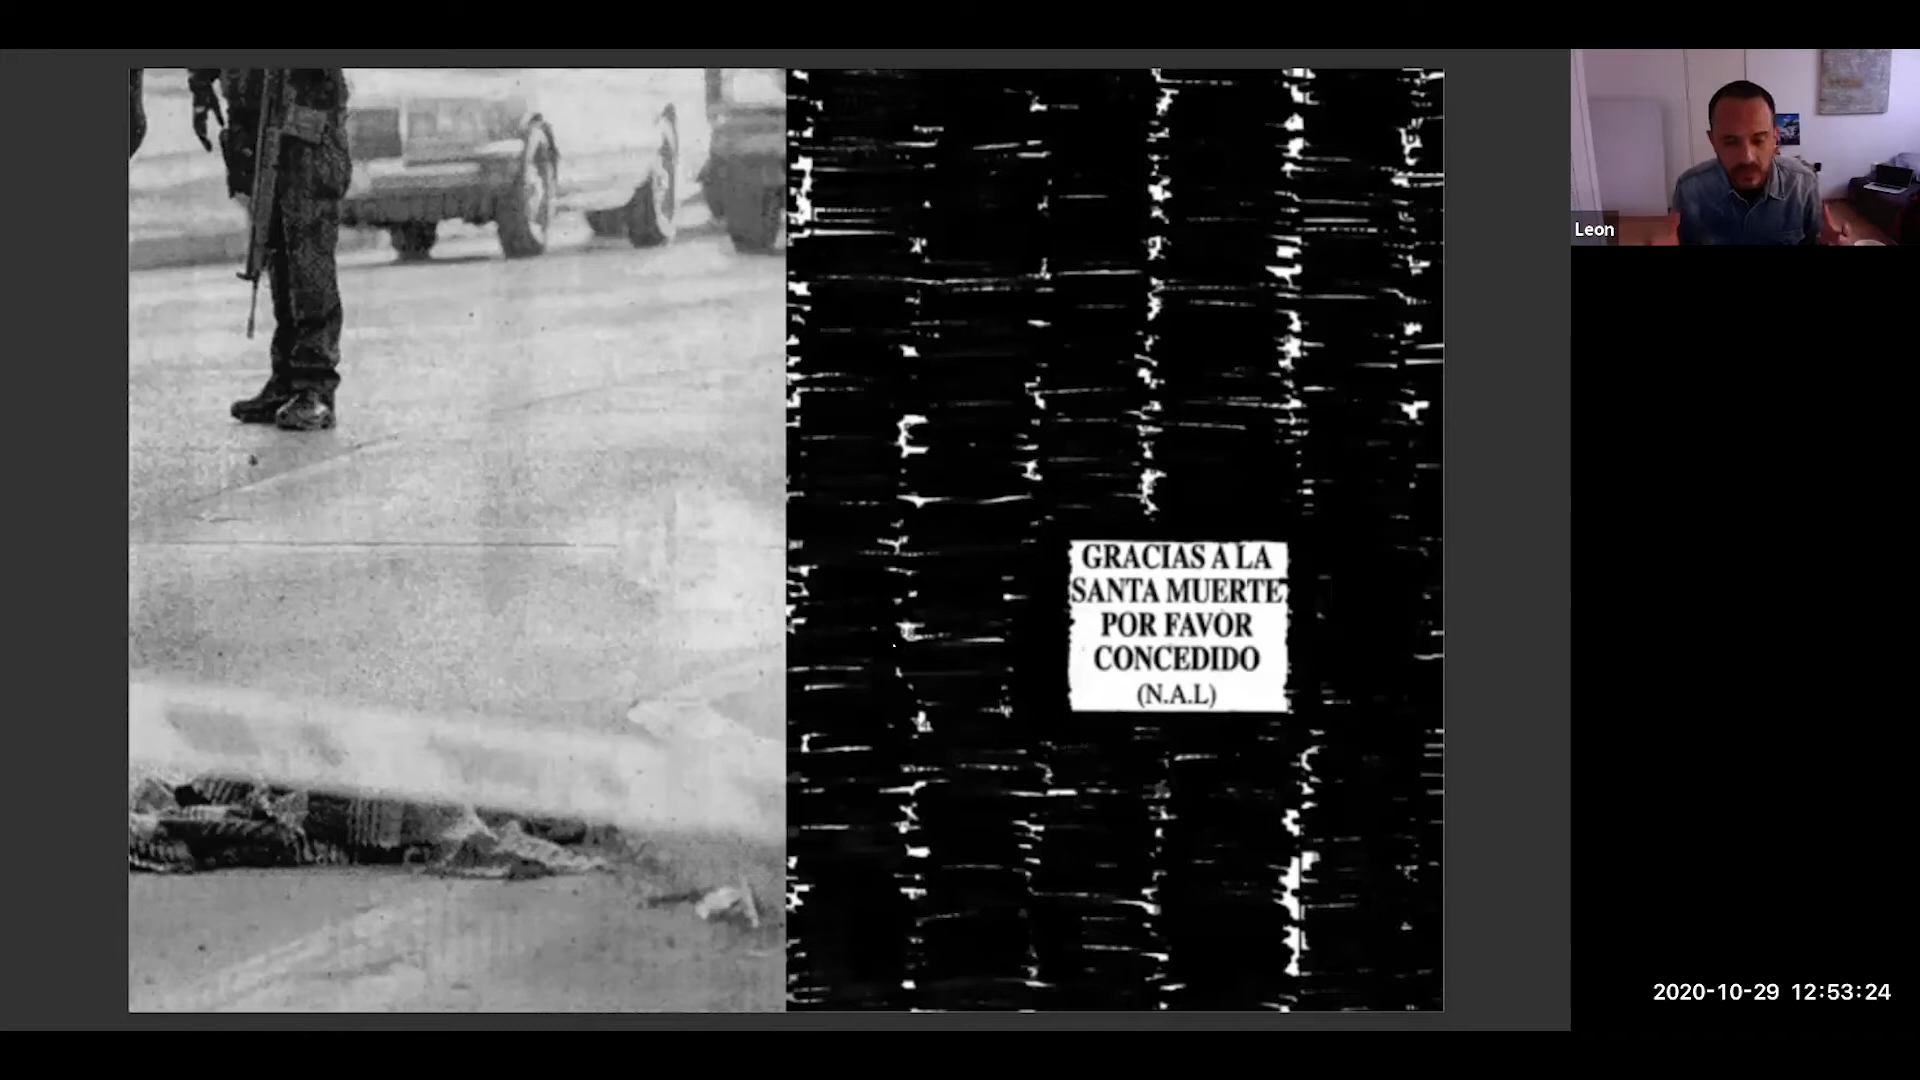 GRACIAS A LA
SANTA MUERTE
POR FAVOR
CONCEDIDO
(N.A.L)
Leon
2020-10-29 12:53:24